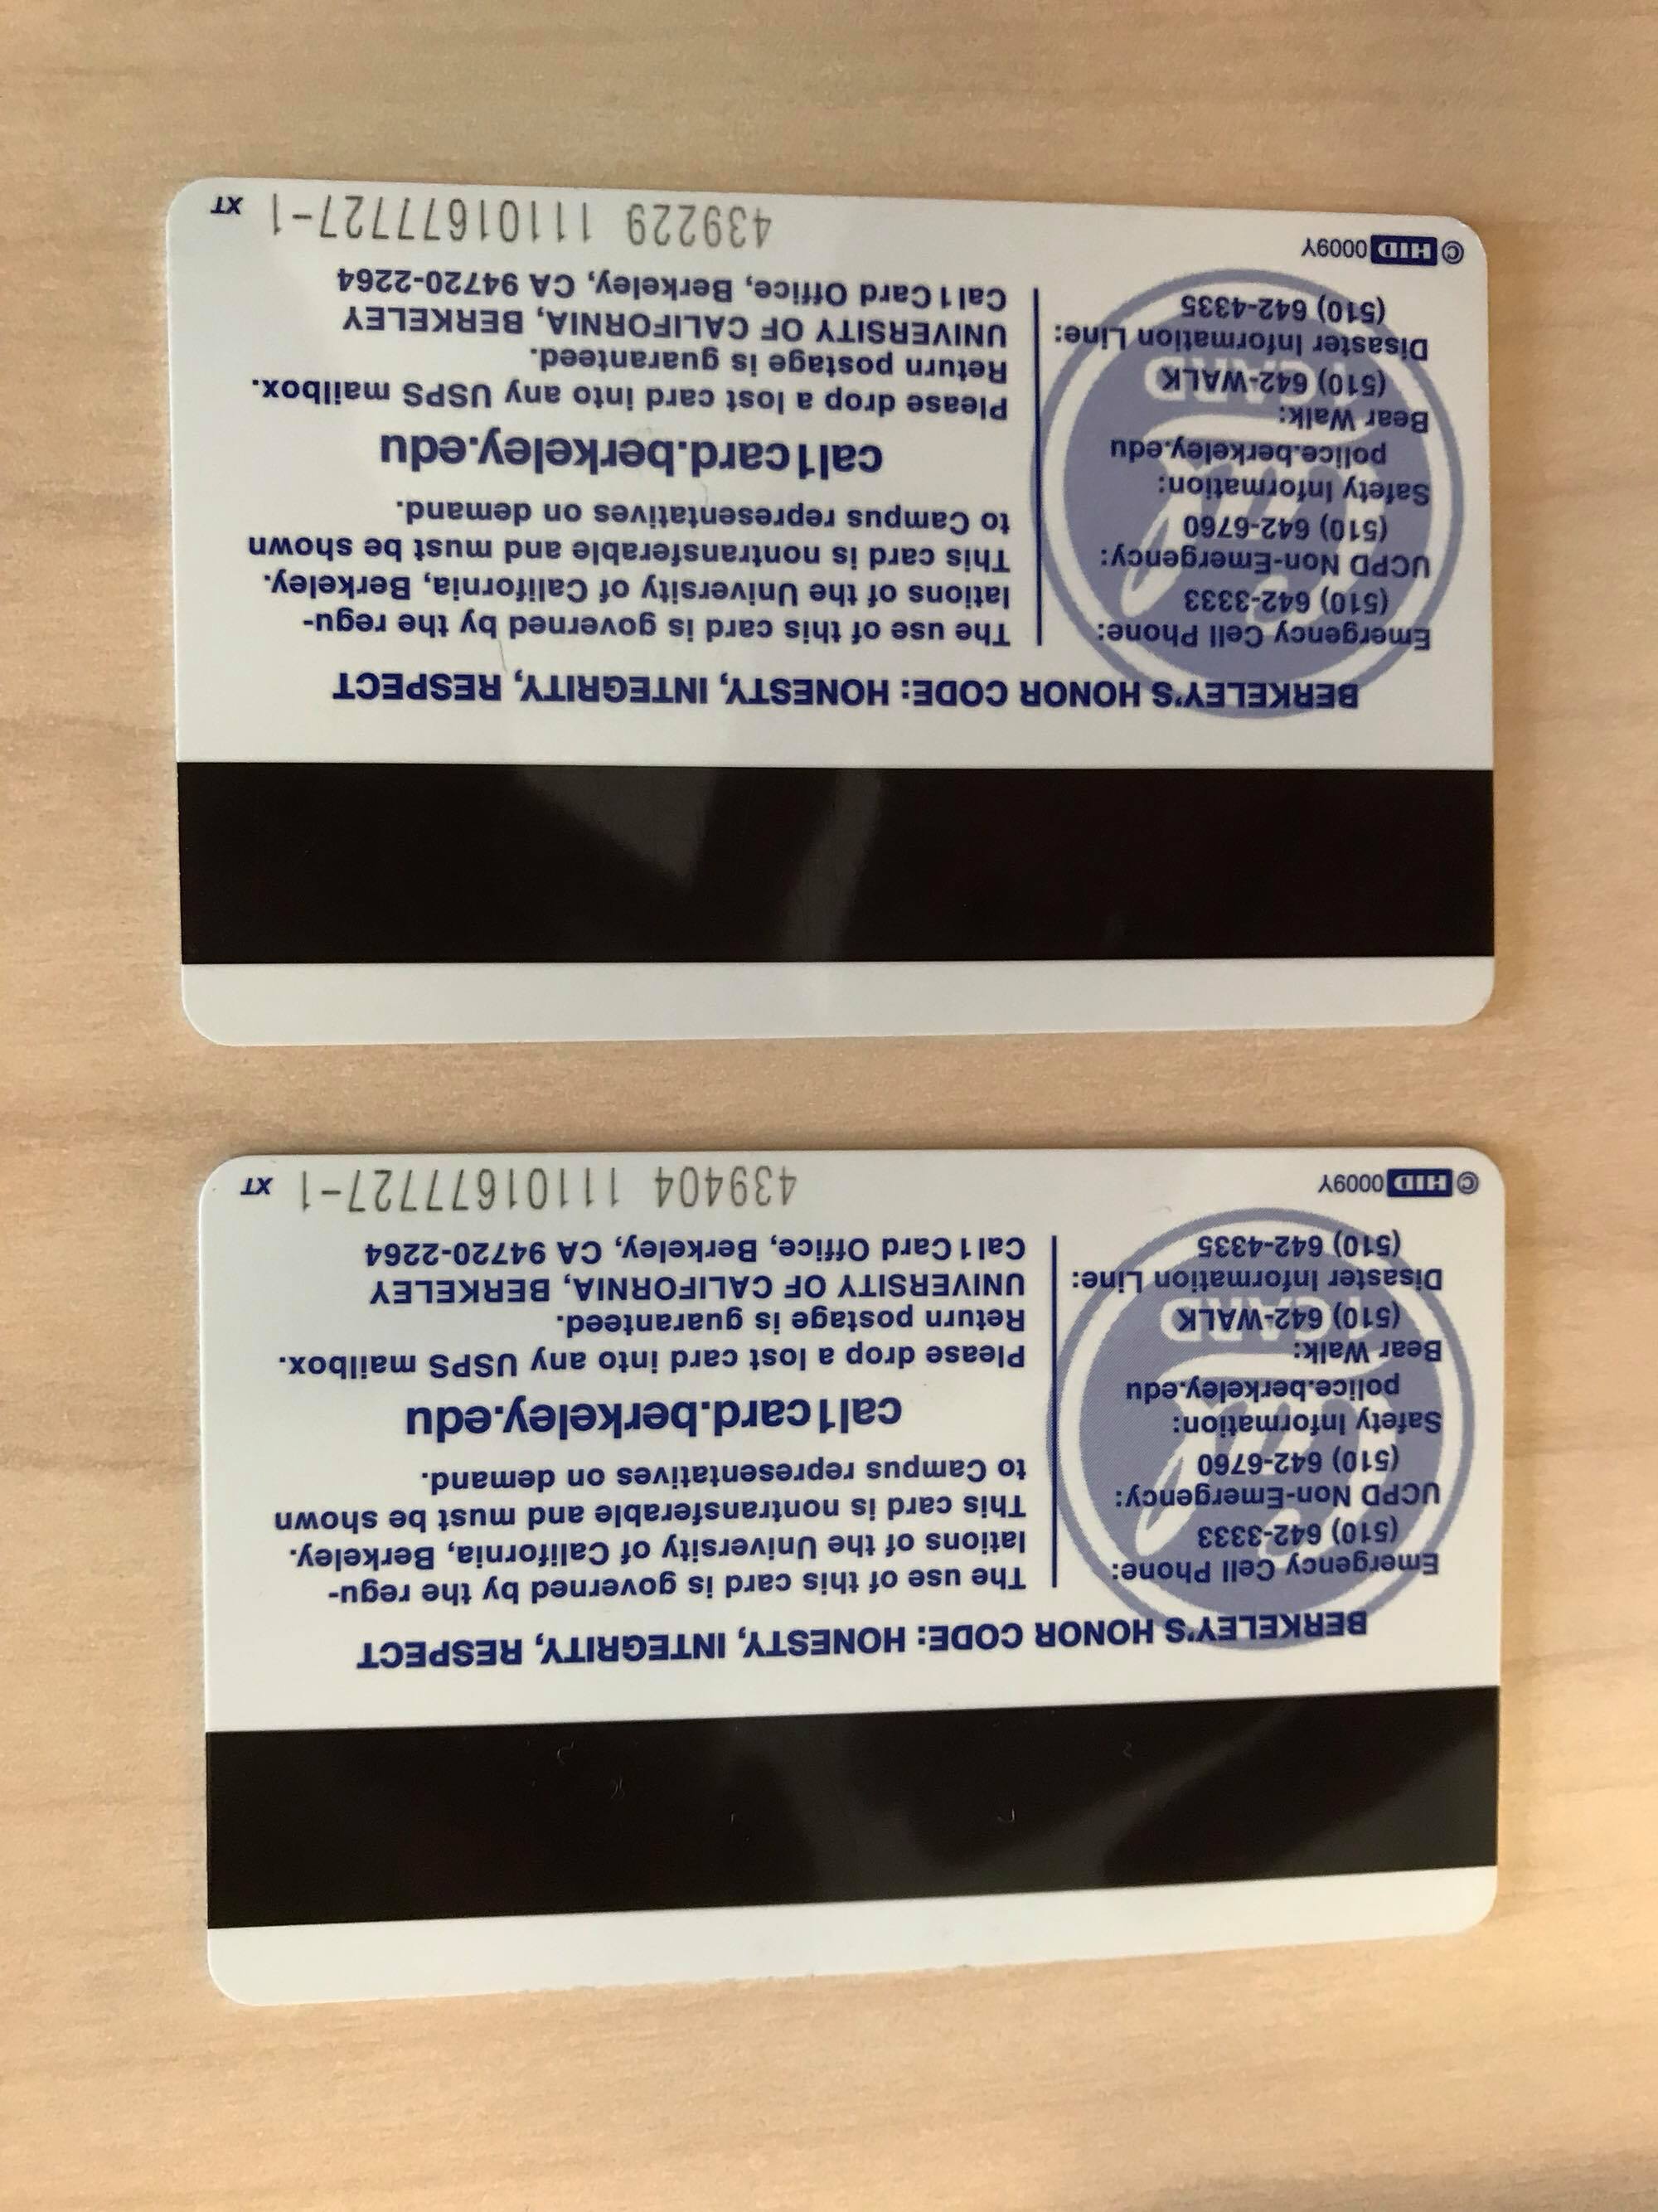 BERKELEY'S HONOR CODE: HONESTY, INTEGRITY, RESPECT
Emergency Cell Phone:
(510) 642-3333
UCPD Non-Emergency:
(510) 642-6760
Safety Information:
police.berkeley.edu
Bear Walk:
(510) 642-WALK
Disaster Information Line:
(510) 642-4335
The use of this card is governed by the regu-
lations of the University of California, Berkeley.
This card is nontransferable and must be shown
to Campus representatives on demand.
cal1card.berkeley.edu
Please drop a lost card into any USPS mailbox.
Return postage is guaranteed.
UNIVERSITY OF CALIFORNIA, BERKELEY
Cal 1 Card Office, Berkeley, CA 94720-2264
Cal
1 CARD
© HID 0009Y
439404 11101677727-1 XT
BERKELEY'S HONOR CODE: HONESTY, INTEGRITY, RESPECT
Emergency Cell Phone:
(510) 642-3333
UCPD Non-Emergency:
(510) 642-6760
Safety Information:
police.berkeley.edu
Bear Walk:
(510) 642-WALK
Disaster Information Line:
(510) 642-4335
The use of this card is governed by the regu-
lations of the University of California, Berkeley.
This card is nontransferable and must be shown
to Campus representatives on demand.
cal1card.berkeley.edu
Please drop a lost card into any USPS mailbox.
Return postage is guaranteed.
UNIVERSITY OF CALIFORNIA, BERKELEY
Cal 1 Card Office, Berkeley, CA 94720-2264
Cal
1 CARD
© HID 0009Y
439229 11101677727-1 XT